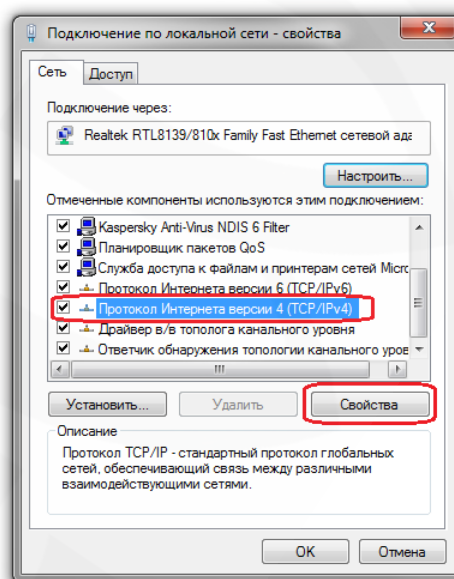 Подключение по локальной сети - свойства
Сеть Доступ
Подключение через:
Realtek RTL8139/810x Family Fast Ethernet сетевой ада
Настроить...
Отмеченные компоненты используются этим подключением:
Kaspersky Anti-Virus NDIS 6 Filter
Планировщик пакетов QoS
Служба доступа к файлам и принтерам сетей Micro
Протокол Интернета версии 6 (TCP/IPv6)
Протокол Интернета версии 4 (TCP/IPv4)
Драйвер в/в тополога канального уровня
Ответчик обнаружения топологии канального уров
Установить... Удалить Свойства
Описание
Протокол TCP/IP - стандартный протокол глобальных
сетей, обеспечивающий связь между различными
взаимодействующими сетями.
OK Отмена